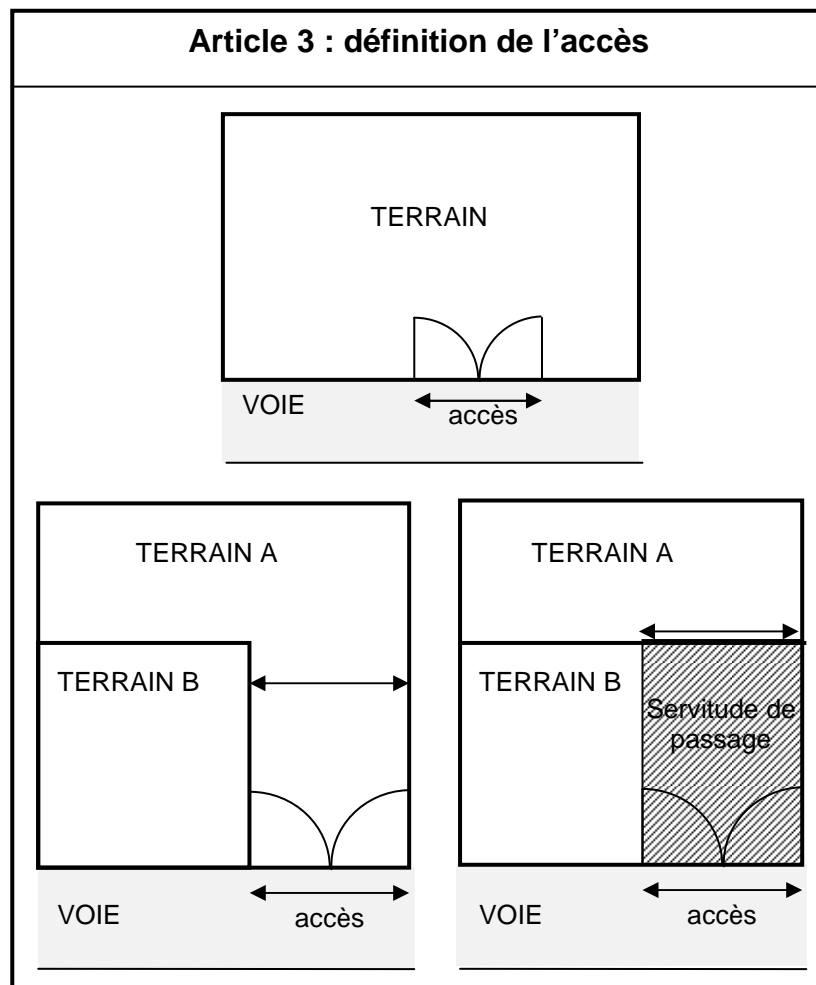 Article 3 : définition de l'accès
TERRAIN
VOIE
accès
TERRAIN A
TERRAIN B
VOIE
accès
TERRAIN A
TERRAIN B
Servitude de
passage
VOIE
accès